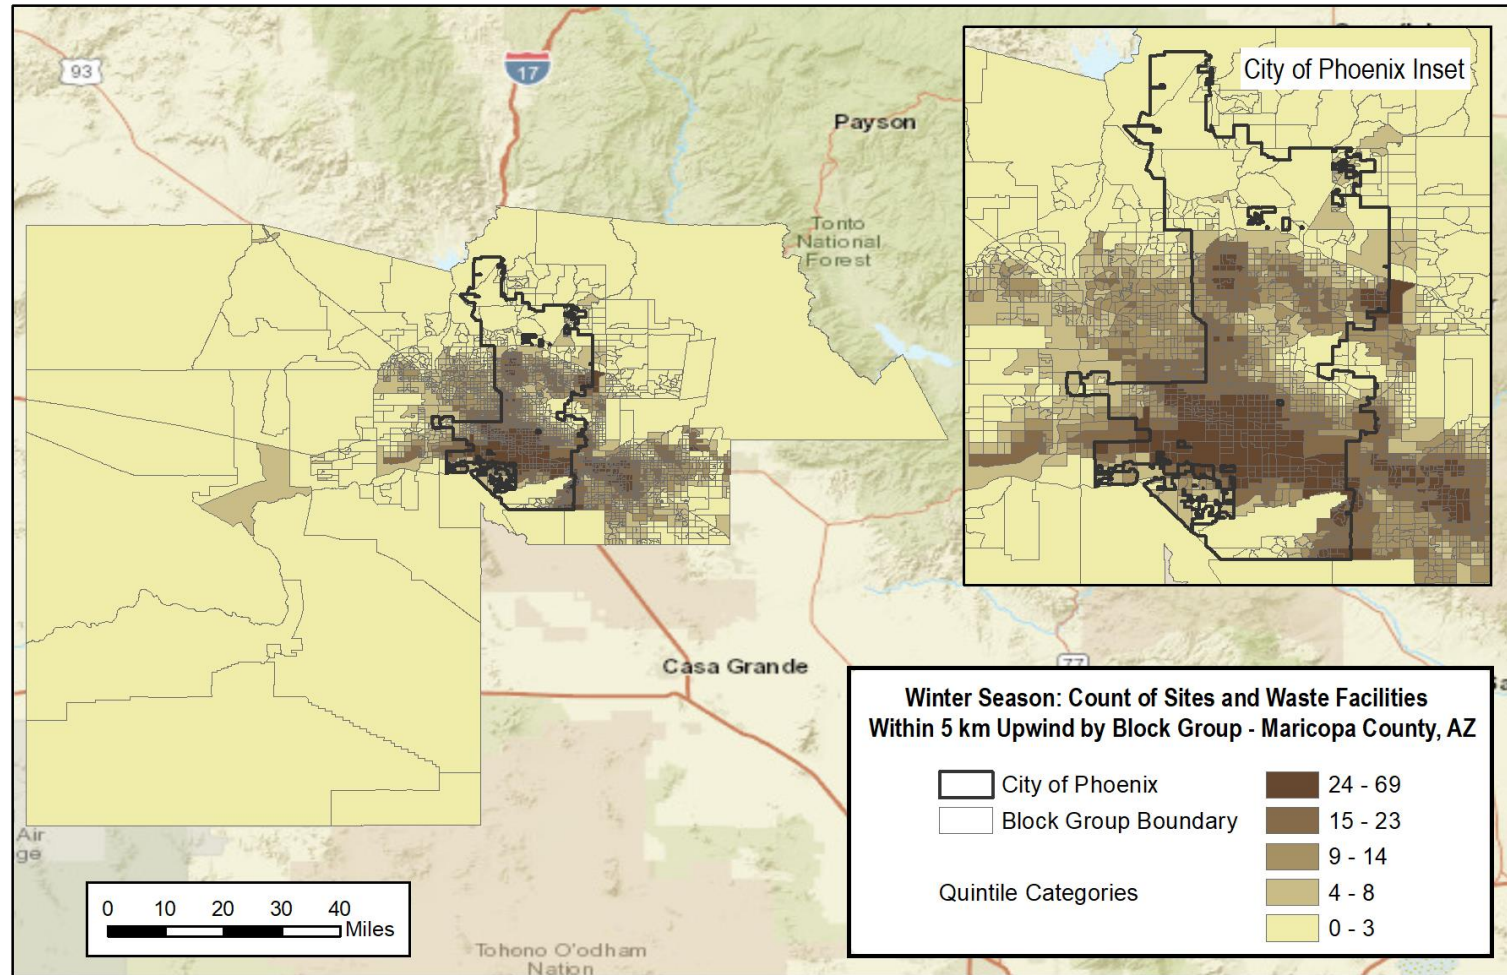 93
17
Payson
Tonto
National
Forest
City of Phoenix Inset
Casa Grande
77
Winter Season: Count of Sites and Waste Facilities
Within 5 km Upwind by Block Group - Maricopa County, AZ
City of Phoenix
Block Group Boundary
Quintile Categories
24 - 69
15 - 23
9 - 14
4 - 8
0 - 3
Air
ge
0 10 20 30 40
Miles
Tohono O'odham
Nation